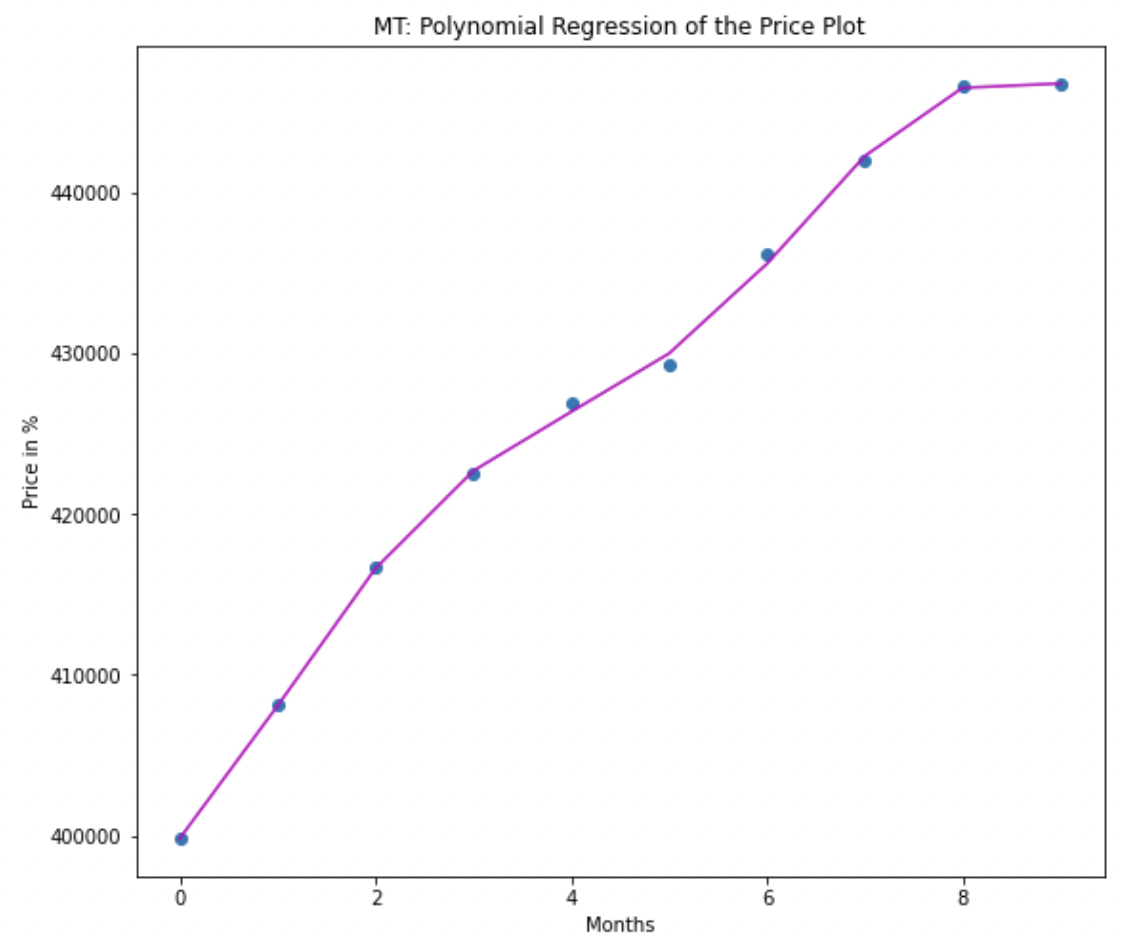 MT: Polynomial Regression of the Price Plot
440000
430000
420000
410000
400000
Price in %
0 2 4 6 8
Months